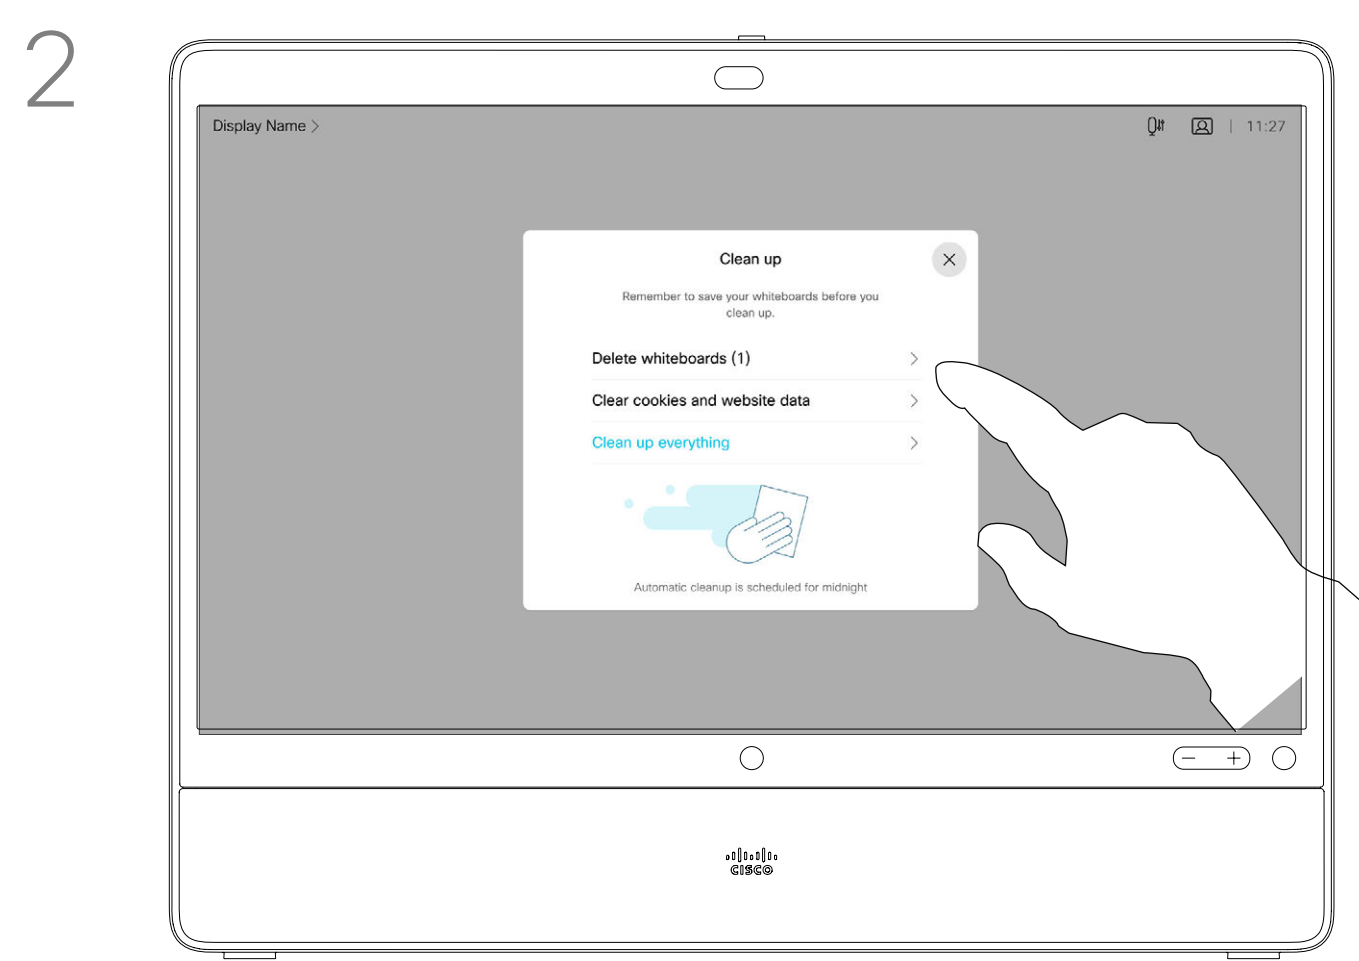 2
Display Name
11:27
Clean up
Remember to save your whiteboards before you
clean up.
Delete whiteboards (1)
Clear cookies and website data
Clean up everything
Automatic cleanup is scheduled for midnight
CISCO